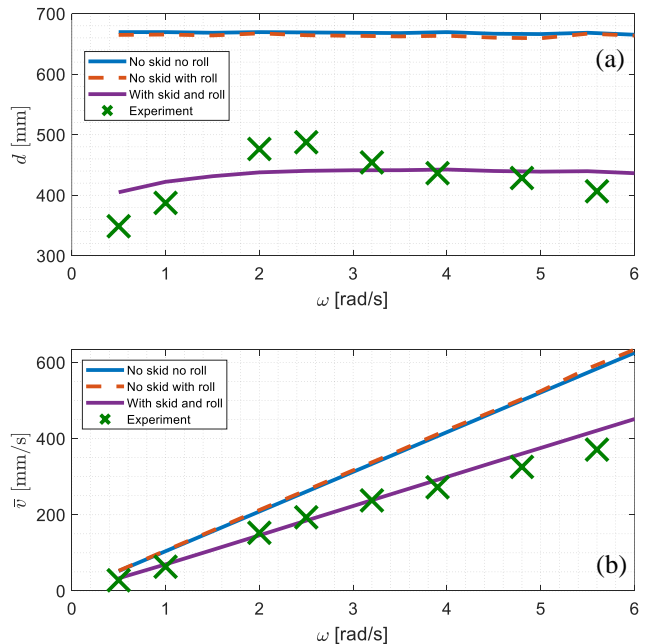 700
600
500
400
300
d [mm]
(a)
No skid no roll
No skid with roll
With skid and roll
Experiment
0 1 2 3 4 5 6
ω [rad/s]
600
400
200
0
v̄ [mm/s]
No skid no roll
No skid with roll
With skid and roll
Experiment
(b)
0 1 2 3 4 5 6
ω [rad/s]